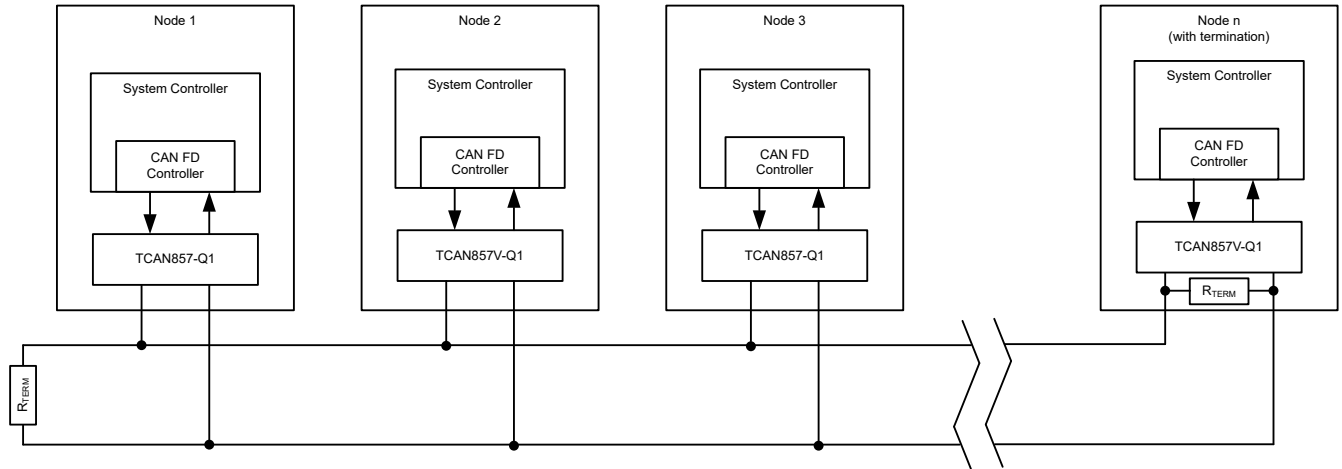 Node 1
System Controller
CAN FD
Controller
TCAN857-Q1
Node 2
System Controller
CAN FD
Controller
TCAN857V-Q1
Node 3
System Controller
CAN FD
Controller
TCAN857-Q1
Node n
(with termination)
System Controller
CAN FD
Controller
TCAN857V-Q1
RTERM
RTERM